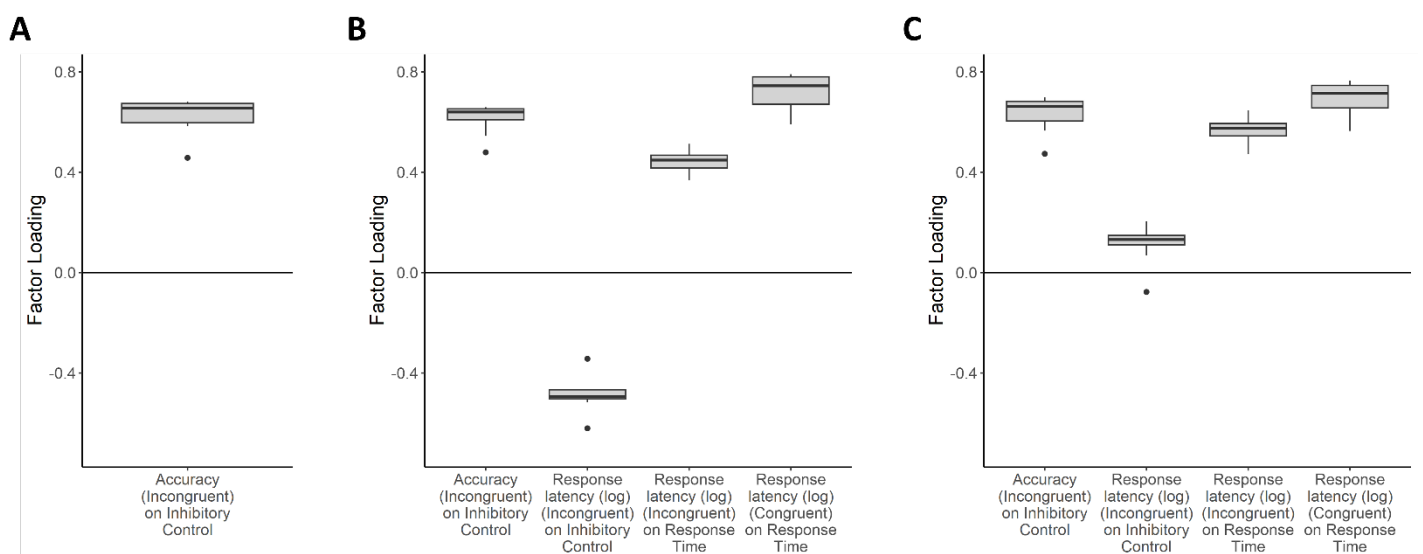 A
B
C
Factor Loading
0.8
0.4
0.0
-0.4
Accuracy
(Incongruent)
on Inhibitory
Control
Factor Loading
0.8
0.4
0.0
-0.4
Accuracy
(Incongruent)
on Inhibitory
Control
Response
latency (log)
(Incongruent)
on Inhibitory
Control
Response
latency (log)
(Incongruent)
on Response
Time
Response
latency (log)
(Congruent)
on Response
Time
Factor Loading
0.8
0.4
0.0
-0.4
Accuracy
(Incongruent)
on Inhibitory
Control
Response
latency (log)
(Incongruent)
on Inhibitory
Control
Response
latency (log)
(Incongruent)
on Response
Time
Response
latency (log)
(Congruent)
on Response
Time